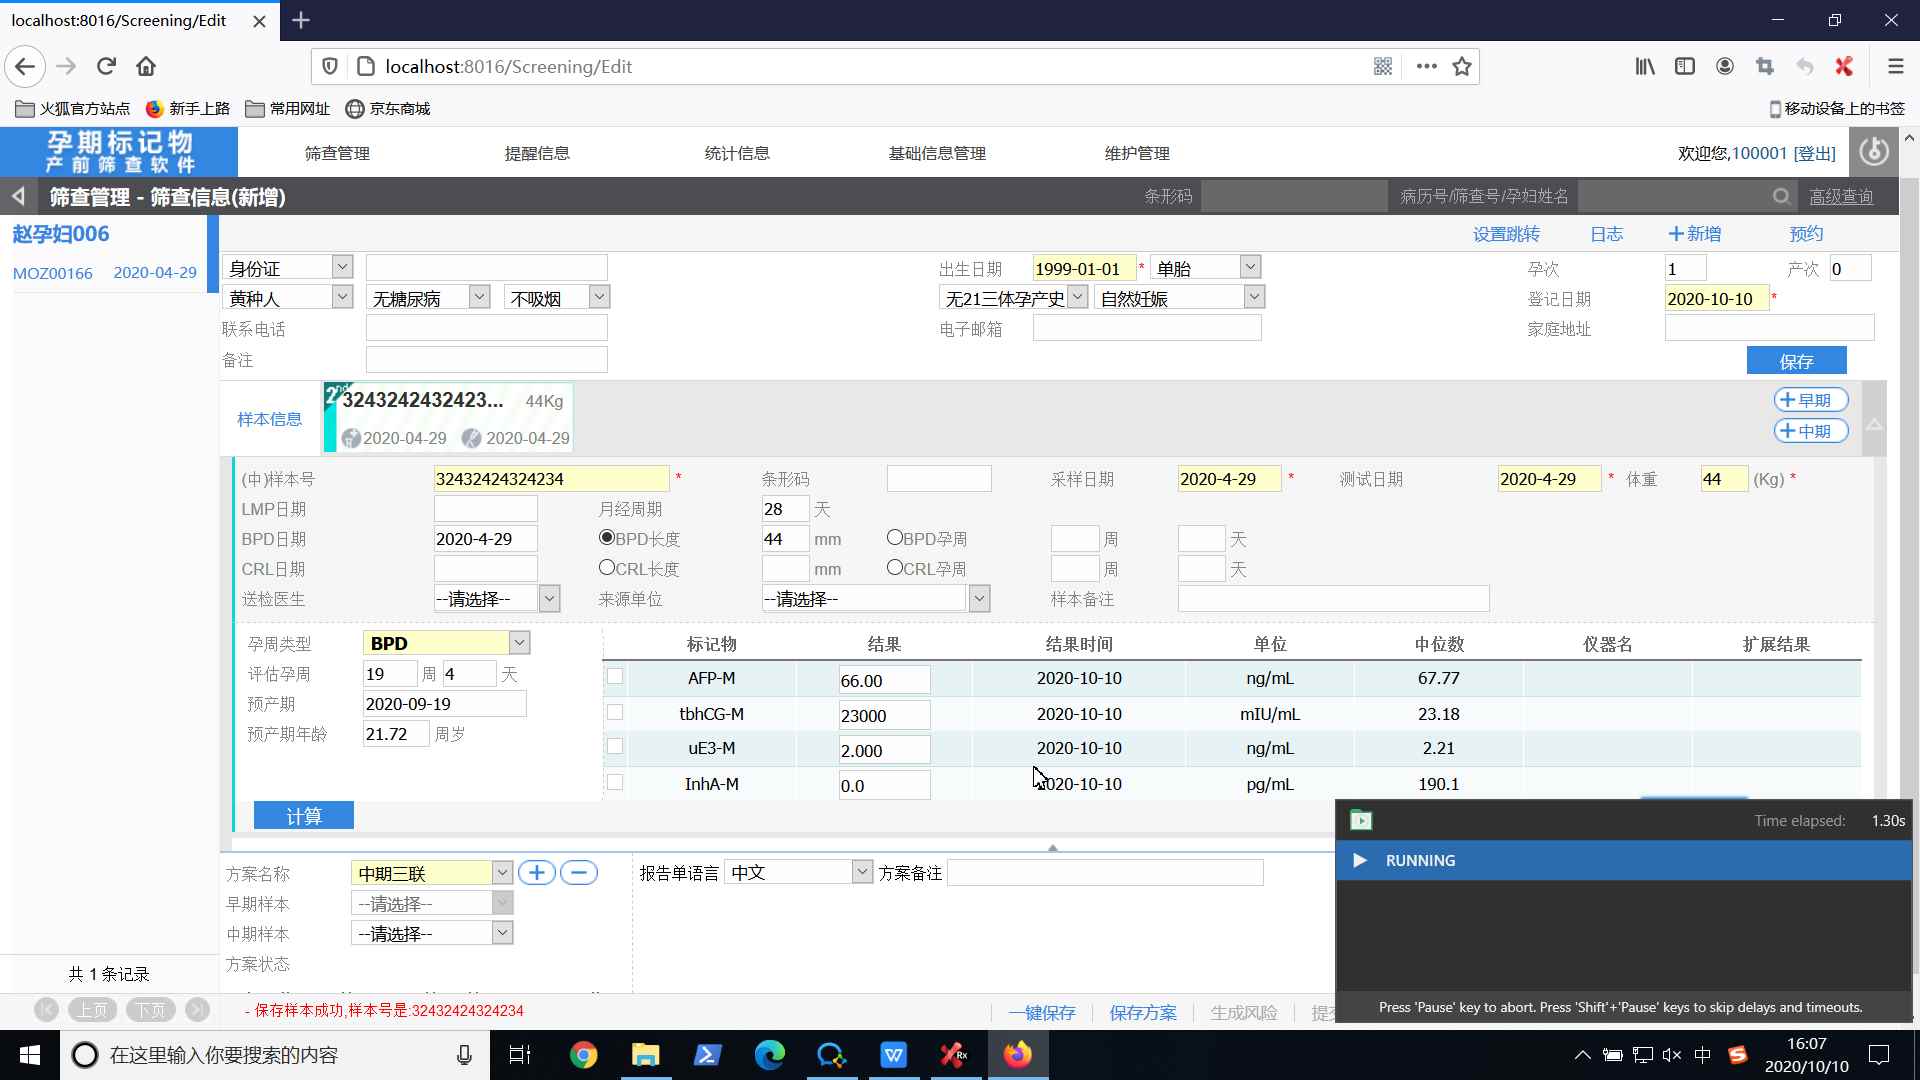 localhost:8016/Screening/Edit
localhost:8016/Screening/Edit
火狐官方站点 新手上路 常用网址 京东商城 移动设备上的书签
孕期标记物
产前筛查软件
筛查管理 提醒信息 统计信息 基础信息管理 维护管理 欢迎您,100001 [登出]
筛查管理 - 筛查信息(新增) 条形码 病历号/筛查号/孕妇姓名 高级查询
赵孕妇006
MOZ00166 2020-04-29
设置跳转 日志 新增 预约
身份证 出生日期 1999-01-01 * 单胎 孕次 1 产次 0
黄种人 无糖尿病 不吸烟 无21三体孕产史 自然妊娠 登记日期 2020-10-10 *
联系电话 电子邮箱 家庭地址
备注 保存
样本信息 2nd 3243242432423... 44Kg
2020-04-29 2020-04-29
早期
中期
(中)样本号 32432424324234 * 条形码 采样日期 2020-4-29 * 测试日期 2020-4-29 * 体重 44 (Kg) *
LMP日期 月经周期 28 天
BPD日期 2020-4-29 BPD长度 44 mm BPD孕周 周 天
CRL日期 CRL长度 mm CRL孕周 周 天
送检医生 --请选择-- 来源单位 --请选择-- 样本备注
孕周类型 BPD
评估孕周 19 周 4 天
预产期 2020-09-19
预产期年龄 21.72 周岁
计算
标记物 结果 结果时间 单位 中位数 仪器名 扩展结果
AFP-M 66.00 2020-10-10 ng/mL 67.77
tbhCG-M 23000 2020-10-10 mIU/mL 23.18
uE3-M 2.000 2020-10-10 ng/mL 2.21
InhA-M 0.0 2020-10-10 pg/mL 190.1
方案名称 中期三联 报告单语言 中文 方案备注
早期样本 --请选择--
中期样本 --请选择--
方案状态
共 1 条记录
上页 下页
- 保存样本成功,样本号是:32432424324234
一键保存 保存方案 生成风险 提
Time elapsed: 1.30s
RUNNING
Press 'Pause' key to abort. Press 'Shift'+'Pause' keys to skip delays and timeouts.
在这里输入你要搜索的内容
中
16:07
2020/10/10